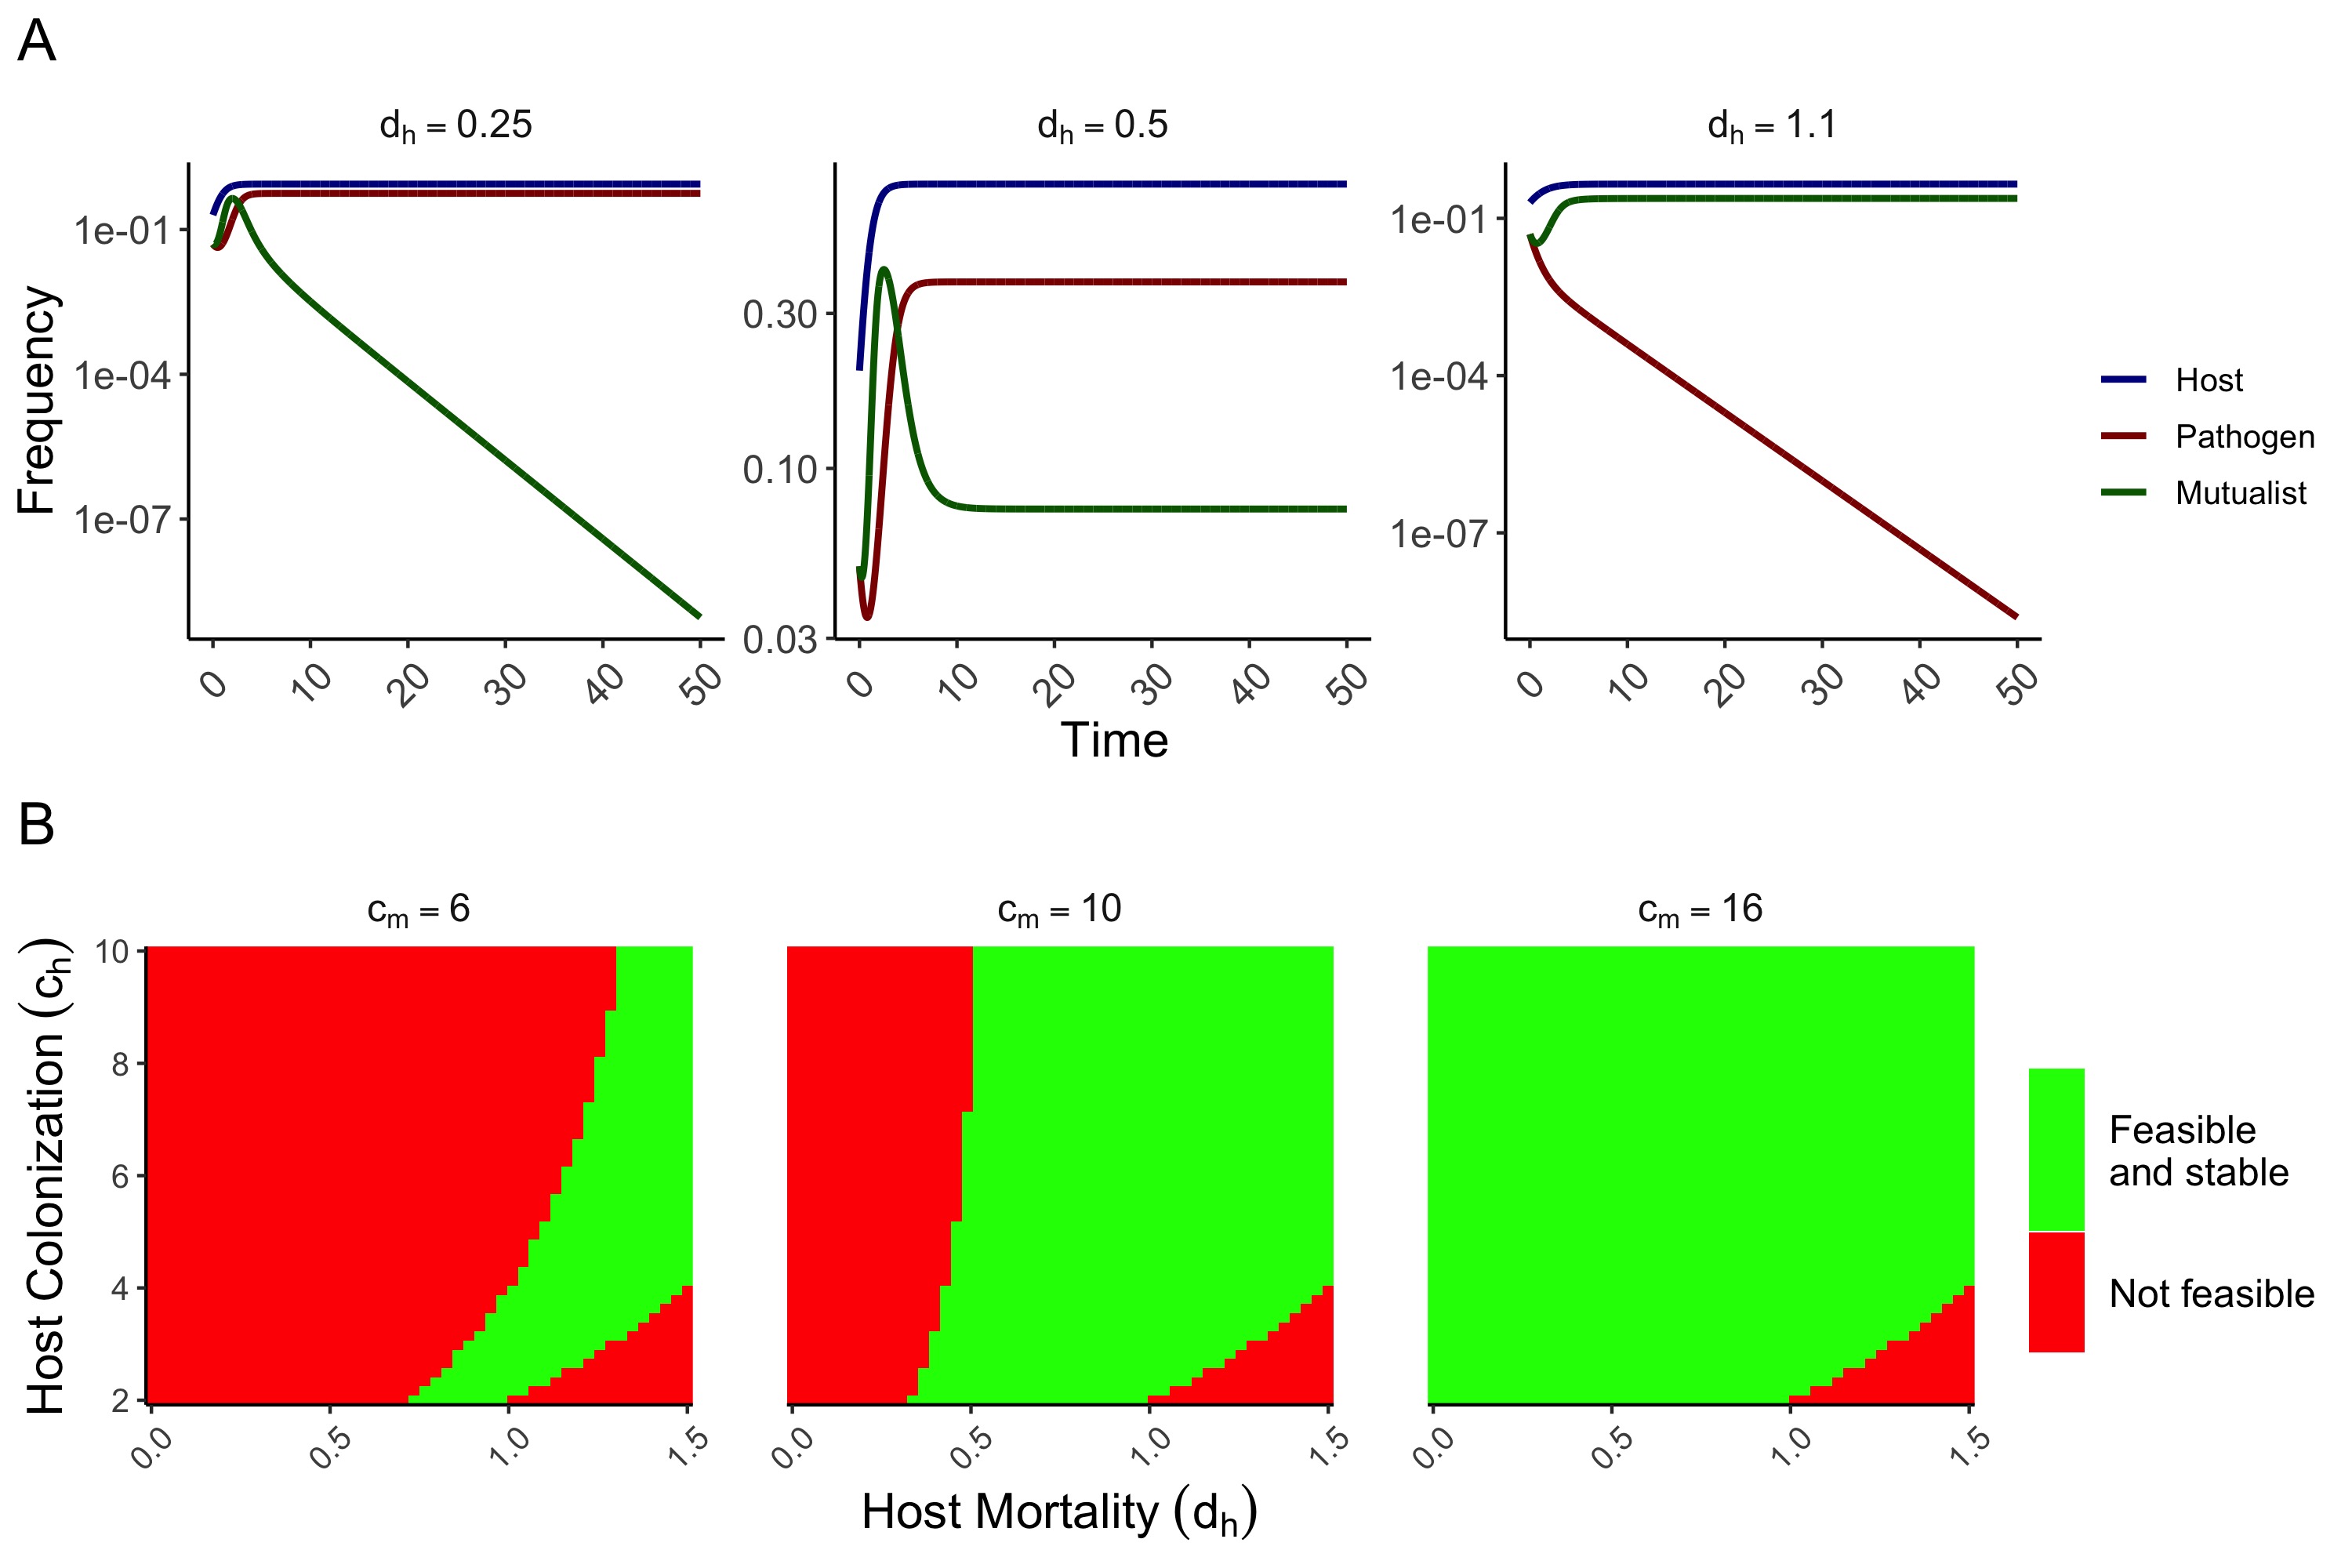 A
dh = 0.25
dh = 0.5
dh = 1.1
Frequency
1e-01
1e-04
1e-07
0 10 20 30 40 50
0.30
0.10
0.03
0 10 20 30 40 50
1e-01
1e-04
1e-07
0 10 20 30 40 50
Time
Host
Pathogen
Mutualist
B
cm = 6
cm = 10
cm = 16
Host Colonization (ch)
10
8
6
4
2
0.0 0.5 1.0 1.5
0.0 0.5 1.0 1.5
0.0 0.5 1.0 1.5
Host Mortality (dh)
Feasible
and stable
Not feasible